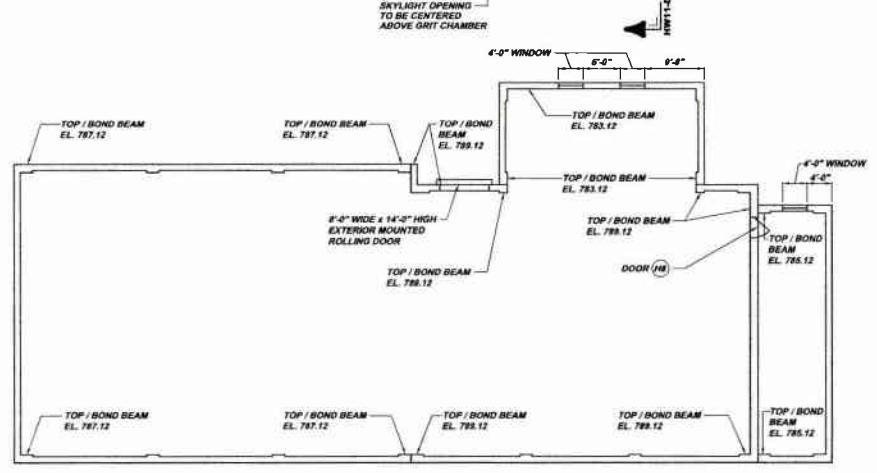 SKYLIGHT OPENING
TO BE CENTERED
ABOVE GRIT CHAMBER
4'-0" WINDOW
6'-0"
9'-8"
TOP / BOND BEAM
EL. 787.12
TOP / BOND BEAM
EL. 787.12
TOP / BOND
BEAM
EL. 789.12
TOP / BOND BEAM
EL. 783.12
TOP / BOND BEAM
EL. 783.12
4'-0" WINDOW
4'-0"
8'-0" WIDE x 14'-0" HIGH
EXTERIOR MOUNTED
ROLLING DOOR
TOP / BOND BEAM
EL. 789.12
TOP / BOND
BEAM
EL. 785.12
TOP / BOND BEAM
EL. 789.12
DOOR H8
TOP / BOND BEAM
EL. 787.12
TOP / BOND BEAM
EL. 787.12
TOP / BOND BEAM
EL. 789.12
TOP / BOND BEAM
EL. 789.12
TOP / BOND
BEAM
EL. 785.12